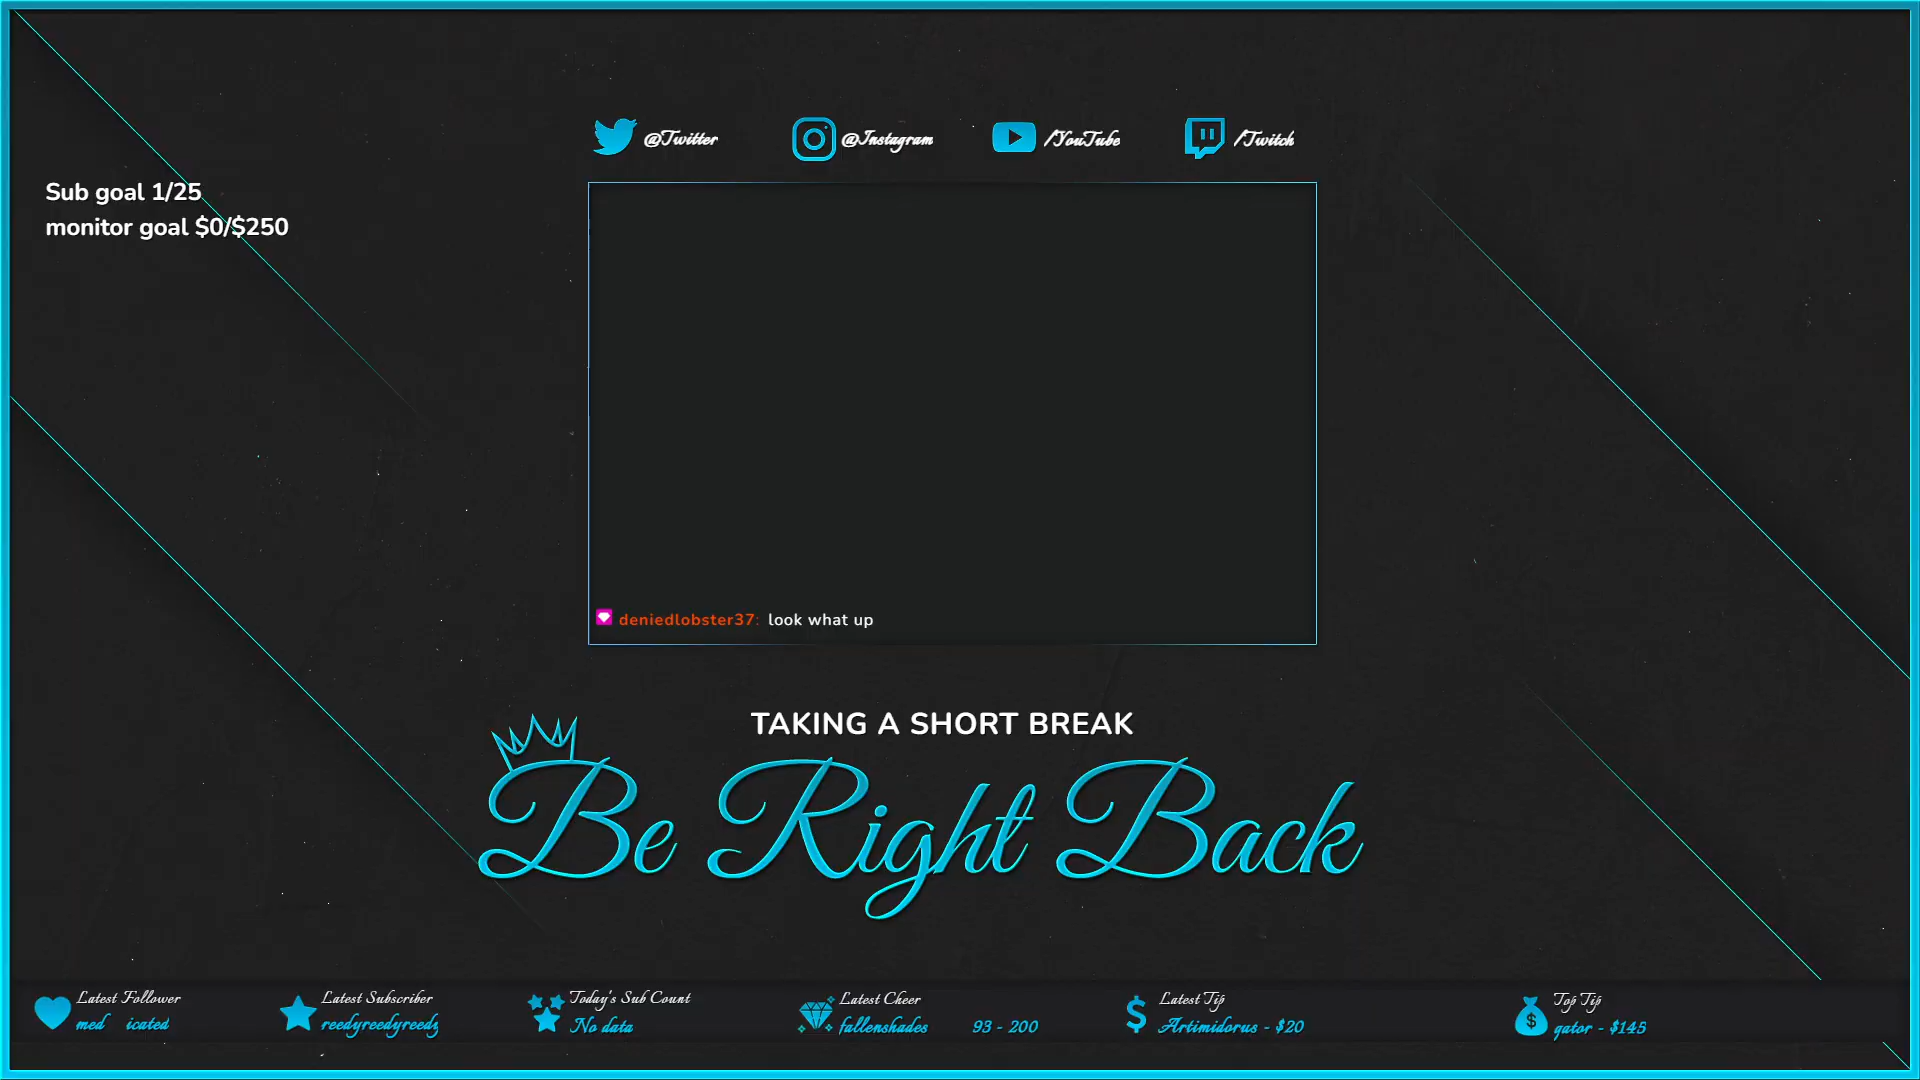 @Twitter @Instagram /YouTube /Twitch
Sub goal 1/25
monitor goal $0/$250
deniedlobster37: look what up
TAKING A SHORT BREAK
Be Right Back
Latest Follower
med icated
Latest Subscriber
reedyreedyreedy
Today's Sub Count
No data
Latest Cheer
fallenshades 93 - 200
Latest Tip
Artimidorus - $20
Top Tip
gator - $145